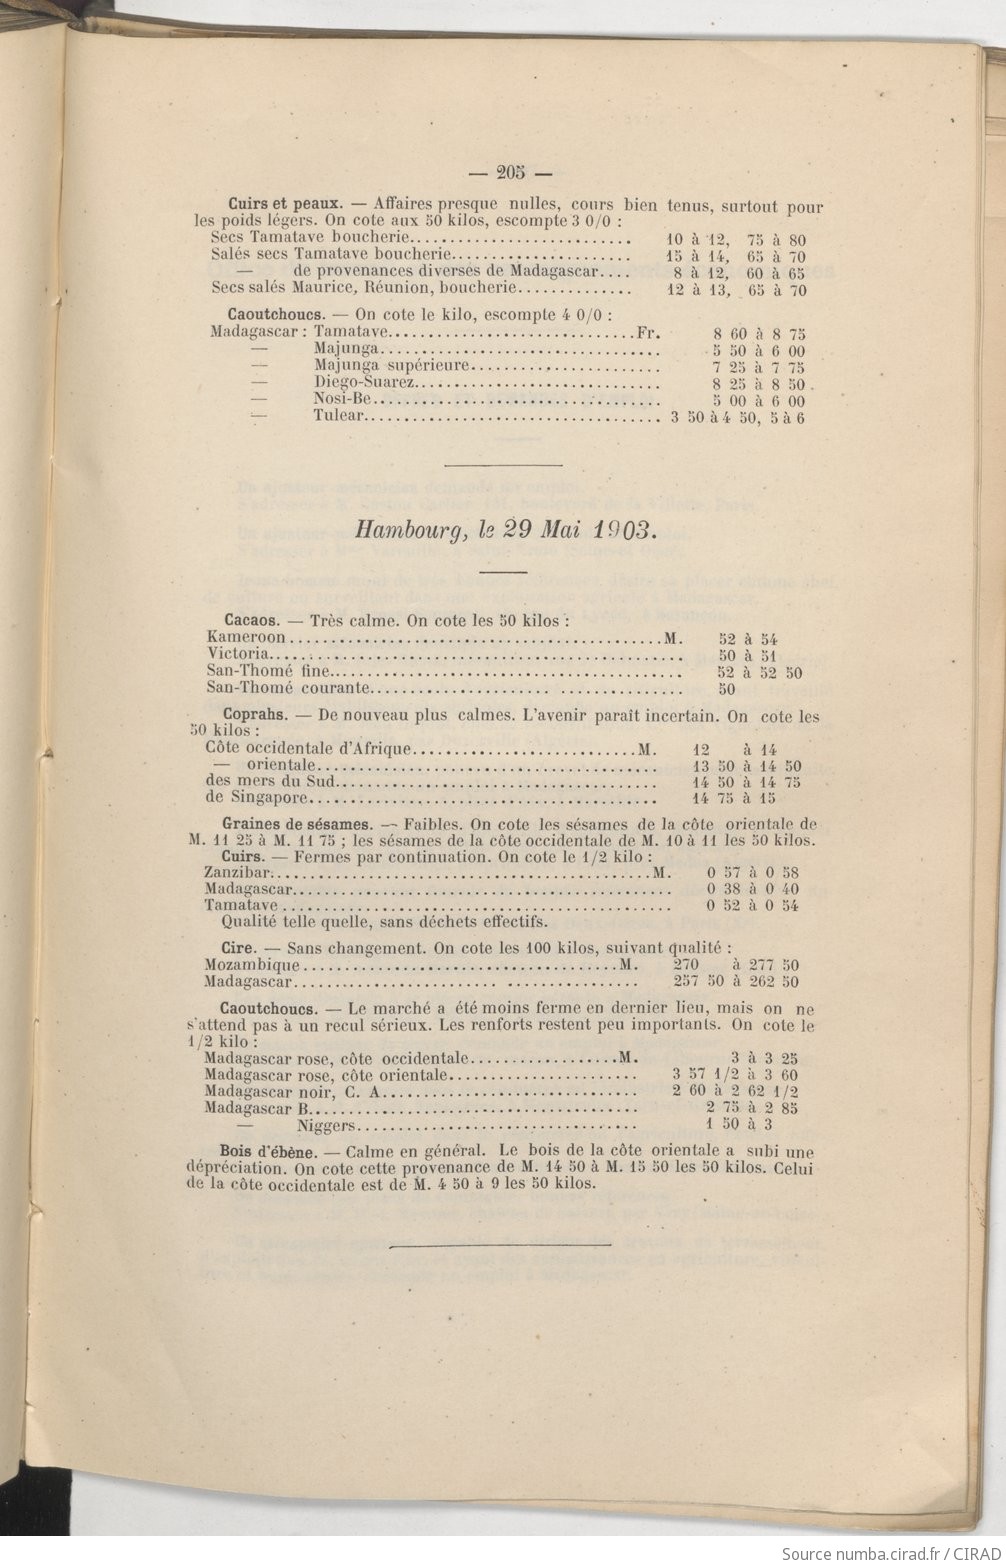 — 205 —
Cuirs et peaux. — Affaires presque nulles, cours bien tenus, surtout pour
les poids légers. On cote aux 50 kilos, escompte 3 0/0 :
Secs Tamatave boucherie........................... 10 à 12, 75 à 80
Salés secs Tamatave boucherie...................... 15 à 14, 65 à 70
— de provenances diverses de Madagascar.... 8 à 12, 60 à 65
Secs salés Maurice, Réunion, boucherie.............. 12 à 13, 65 à 70
Caoutchoucs. — On cote le kilo, escompte 4 0/0 :
Madagascar : Tamatave..............................Fr. 8 60 à 8 75
— Majunga.................................. 5 50 à 6 00
— Majunga supérieure....................... 7 25 à 7 75
— Diego-Suarez.............................. 8 25 à 8 50
— Nosi-Be................................... 5 00 à 6 00
— Tulear.................................... 3 50 à 4 50, 5 à 6
Hambourg, le 29 Mai 1903.
Cacaos. — Très calme. On cote les 50 kilos :
Kameroon.............................................M. 52 à 54
Victoria................................................. 50 à 51
San-Thomé fine.......................................... 52 à 52 50
San-Thomé courante..................................... 50
Coprahs. — De nouveau plus calmes. L'avenir paraît incertain. On cote les
50 kilos :
Côte occidentale d'Afrique...........................M. 12 à 14
— orientale......................................... 13 50 à 14 50
des mers du Sud....................................... 14 50 à 14 75
de Singapore.......................................... 14 75 à 15
Graines de sésames. — Faibles. On cote les sésames de la côte orientale de
M. 11 25 à M. 11 75 ; les sésames de la côte occidentale de M. 10 à 11 les 50 kilos.
Cuirs. — Fermes par continuation. On cote le 1/2 kilo :
Zanzibar..............................................M. 0 57 à 0 58
Madagascar.............................................. 0 38 à 0 40
Tamatave............................................... 0 52 à 0 54
Qualité telle quelle, sans déchets effectifs.
Cire. — Sans changement. On cote les 100 kilos, suivant qualité :
Mozambique......................................M. 270 à 277 50
Madagascar......................................... 257 50 à 262 50
Caoutchoucs. — Le marché a été moins ferme en dernier lieu, mais on ne
s'attend pas à un recul sérieux. Les renforts restent peu importants. On cote le
1/2 kilo :
Madagascar rose, côte occidentale..................M. 3 à 3 25
Madagascar rose, côte orientale....................... 3 57 1/2 à 3 60
Madagascar noir, C. A............................... 2 60 à 2 62 1/2
Madagascar B........................................ 2 75 à 2 85
— Niggers.................................. 1 50 à 3
Bois d'ébène. — Calme en général. Le bois de la côte orientale a subi une
dépréciation. On cote cette provenance de M. 14 50 à M. 15 50 les 50 kilos. Celui
de la côte occidentale est de M. 4 50 à 9 les 50 kilos.
Source numba.cirad.fr / CIRAD